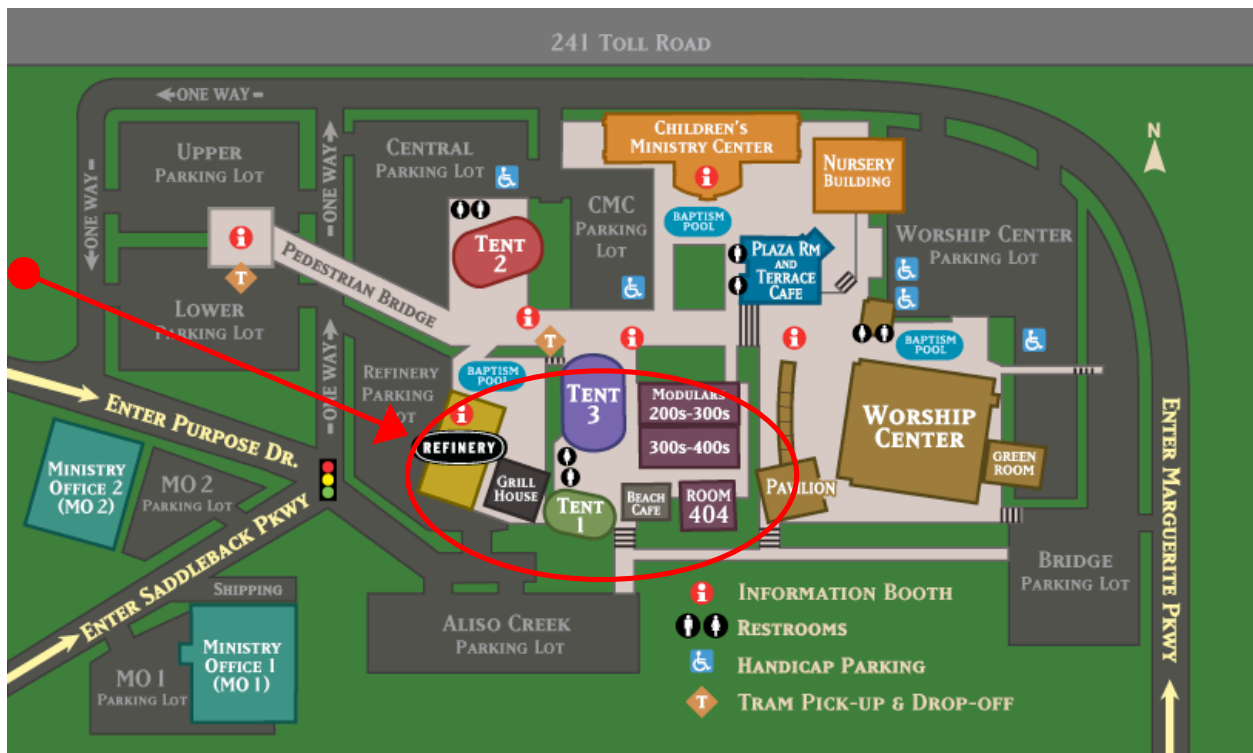 241 TOLL ROAD
ONE WAY
UPPER
PARKING LOT
ONE WAY
ONE WAY
CENTRAL
PARKING LOT
CHILDREN'S
MINISTRY CENTER
NURSERY
BUILDING
N
CMC
PARKING
LOT
BAPTISM
POOL
TENT
2
PLAZA RM
AND
TERRACE
CAFE
WORSHIP CENTER
PARKING LOT
PEDESTRIAN BRIDGE
T
LOWER
PARKING LOT
ONE WAY
T
BAPTISM
POOL
REFINERY
PARKING
LOT
BAPTISM
POOL
TENT
3
MODULARS
200S-300S
300S-400S
WORSHIP
CENTER
GREEN
ROOM
REFINERY
GRILL
HOUSE
TENT
1
BEACH
CAFE
ROOM
404
PAVILION
ENTER PURPOSE DR.
MINISTRY
OFFICE 2
(MO 2)
MO 2
PARKING LOT
ENTER SADDLEBACK PKWY
ENTER MARGUERITE PKWY
BRIDGE
PARKING LOT
SHIPPING
MINISTRY
OFFICE 1
(MO 1)
MO 1
PARKING LOT
ALISO CREEK
PARKING LOT
i INFORMATION BOOTH
RESTROOMS
HANDICAP PARKING
T TRAM PICK-UP & DROP-OFF